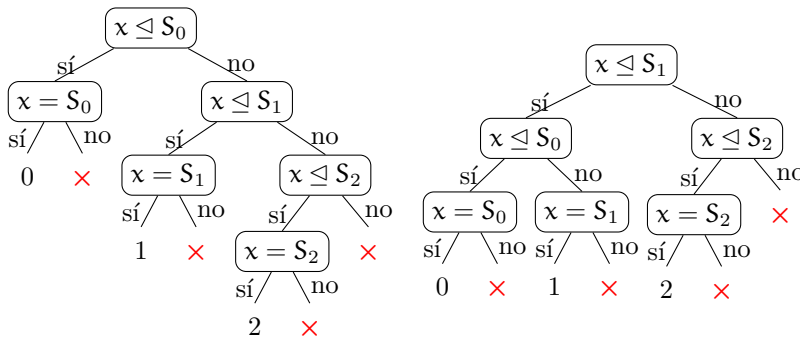 x ⊴ S₀
sí no
x = S₀ x ⊴ S₁
sí no sí no
0 × x = S₁ x ⊴ S₂
sí no sí no
1 × x = S₂ ×
sí no
2 ×
x ⊴ S₁
sí no
x ⊴ S₀ x ⊴ S₂
sí no sí no
x = S₀ x = S₁ x = S₂ ×
sí no sí no sí no
0 × 1 × 2 ×